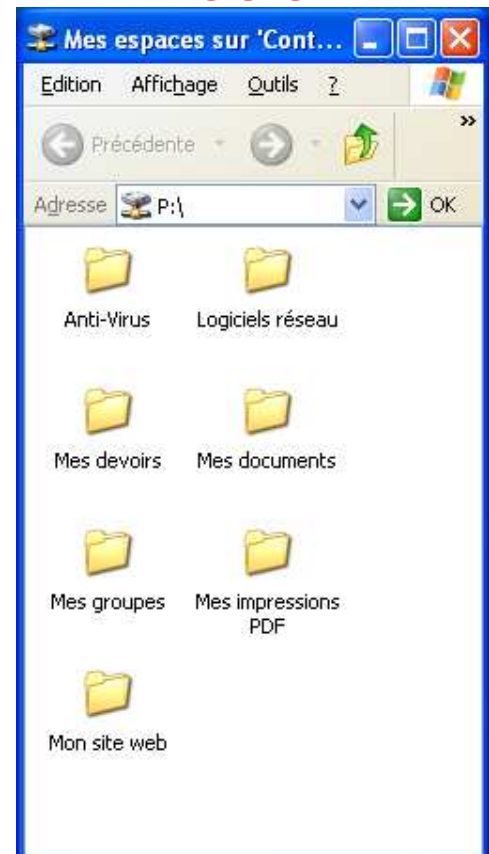 Mes espaces sur 'Cont...
Edition Affichage Outils ?
Précédente
Adresse P:\ OK
Anti-Virus Logiciels réseau
Mes devoirs Mes documents
Mes groupes Mes impressions
PDF
Mon site web